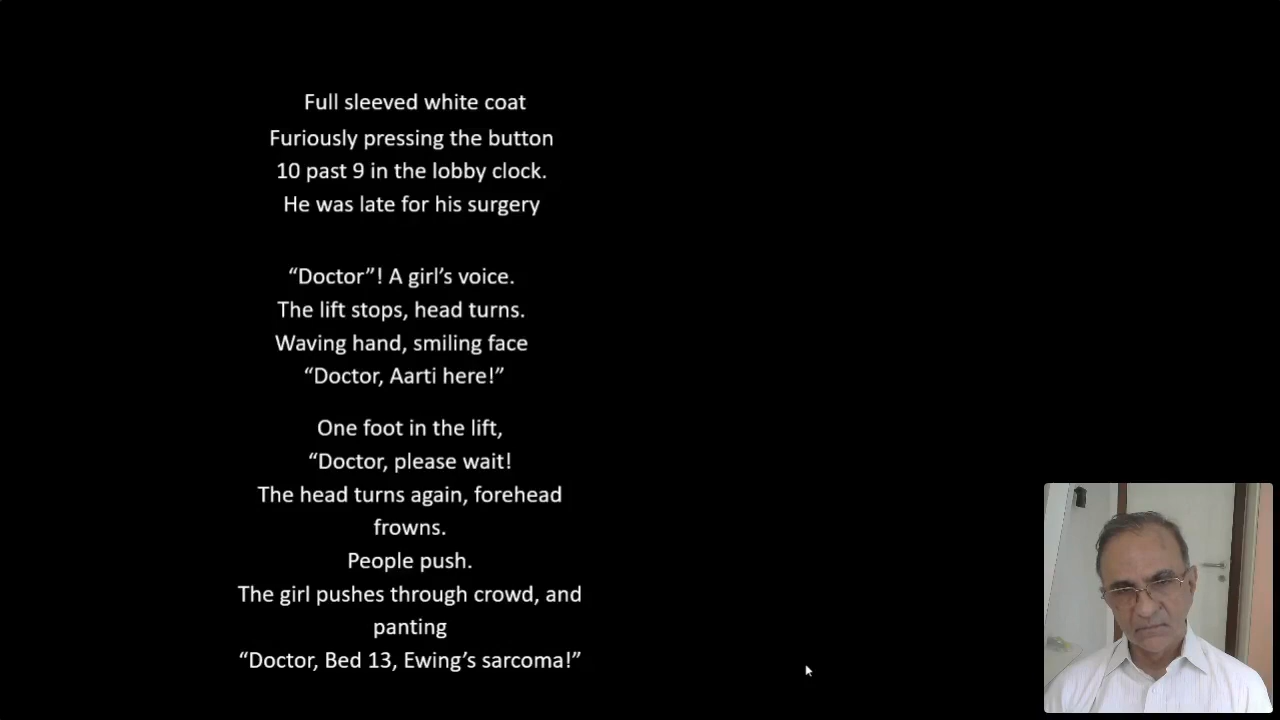 Full sleeved white coat
Furiously pressing the button
10 past 9 in the lobby clock.
He was late for his surgery
“Doctor”! A girl’s voice.
The lift stops, head turns.
Waving hand, smiling face
“Doctor, Aarti here!”
One foot in the lift,
“Doctor, please wait!
The head turns again, forehead
frowns.
People push.
The girl pushes through crowd, and
panting
“Doctor, Bed 13, Ewing’s sarcoma!”